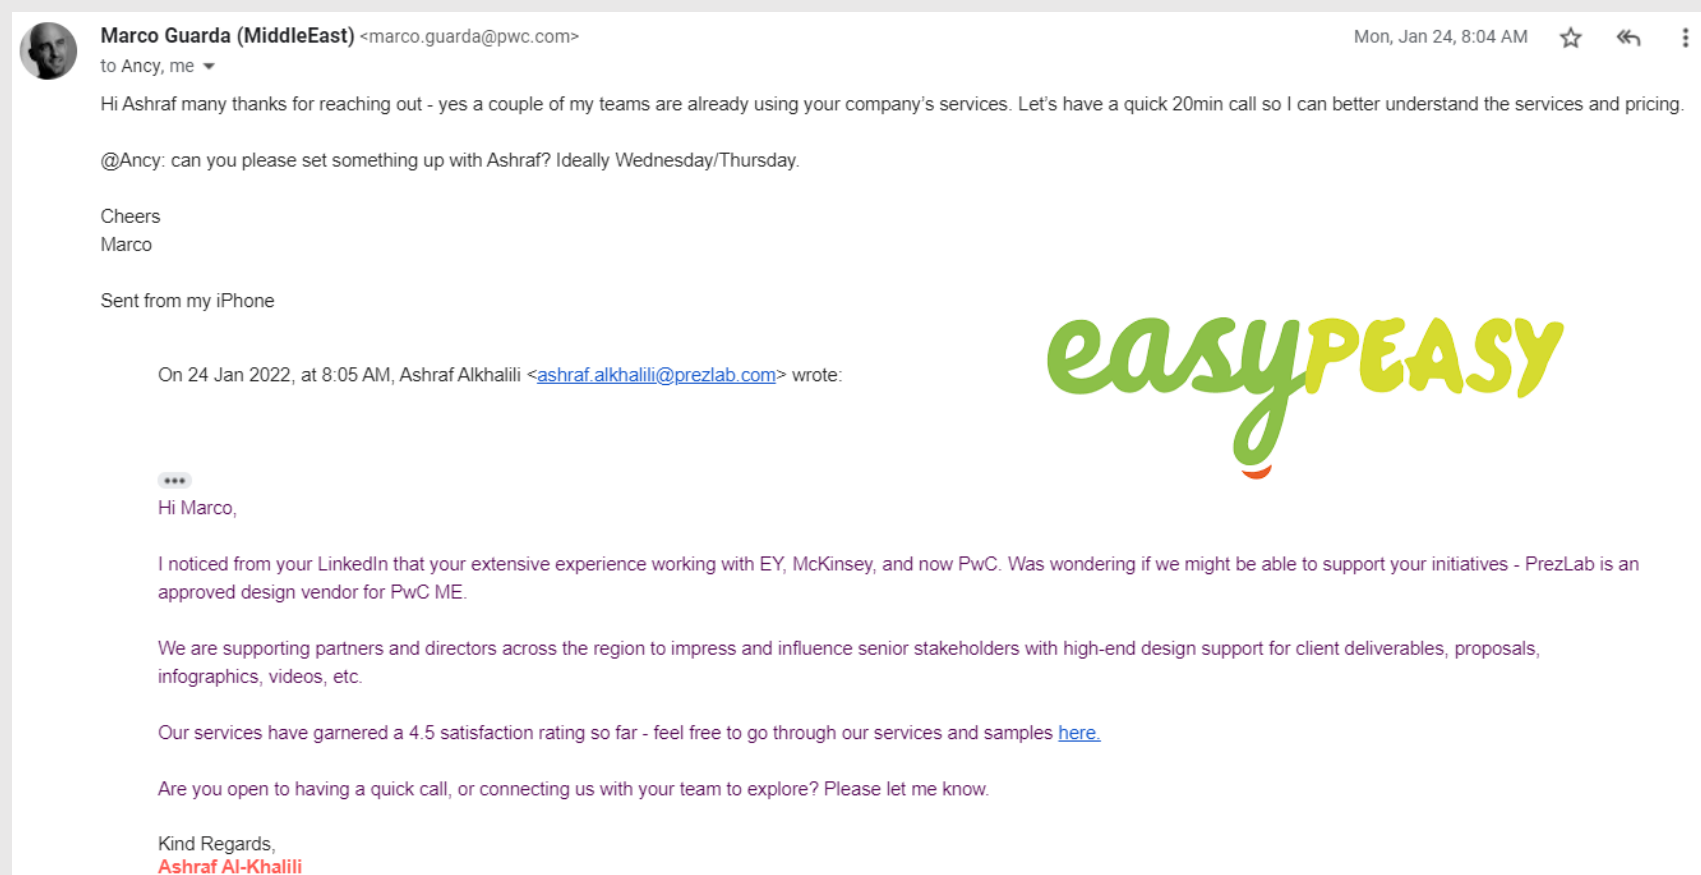 Marco Guarda (MiddleEast) <marco.guarda@pwc.com>
Mon, Jan 24, 8:04 AM
to Ancy, me
Hi Ashraf many thanks for reaching out - yes a couple of my teams are already using your company’s services. Let’s have a quick 20min call so I can better understand the services and pricing.
@Ancy: can you please set something up with Ashraf? Ideally Wednesday/Thursday.
Cheers
Marco
Sent from my iPhone
easyPEASY
On 24 Jan 2022, at 8:05 AM, Ashraf Alkhalili <ashraf.alkhalili@prezlab.com> wrote:
Hi Marco,
I noticed from your LinkedIn that your extensive experience working with EY, McKinsey, and now PwC. Was wondering if we might be able to support your initiatives - PrezLab is an
approved design vendor for PwC ME.
We are supporting partners and directors across the region to impress and influence senior stakeholders with high-end design support for client deliverables, proposals,
infographics, videos, etc.
Our services have garnered a 4.5 satisfaction rating so far - feel free to go through our services and samples here.
Are you open to having a quick call, or connecting us with your team to explore? Please let me know.
Kind Regards,
Ashraf Al-Khalili